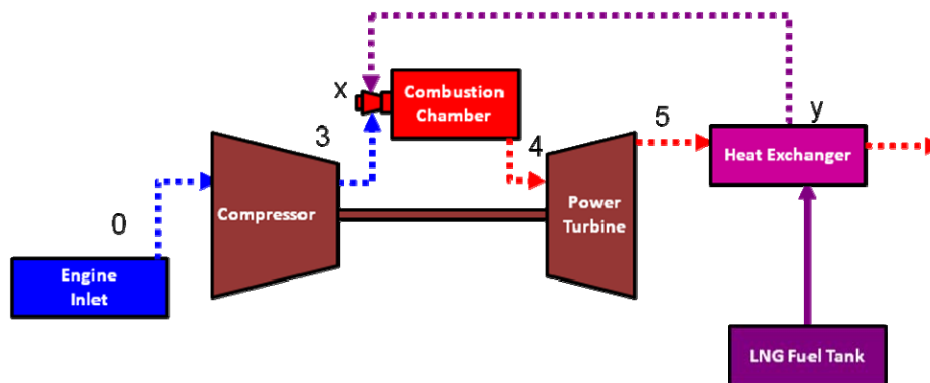 x
Combustion
Chamber
3
4
5
y
Heat Exchanger
Compressor
Power
Turbine
0
Engine
Inlet
LNG Fuel Tank